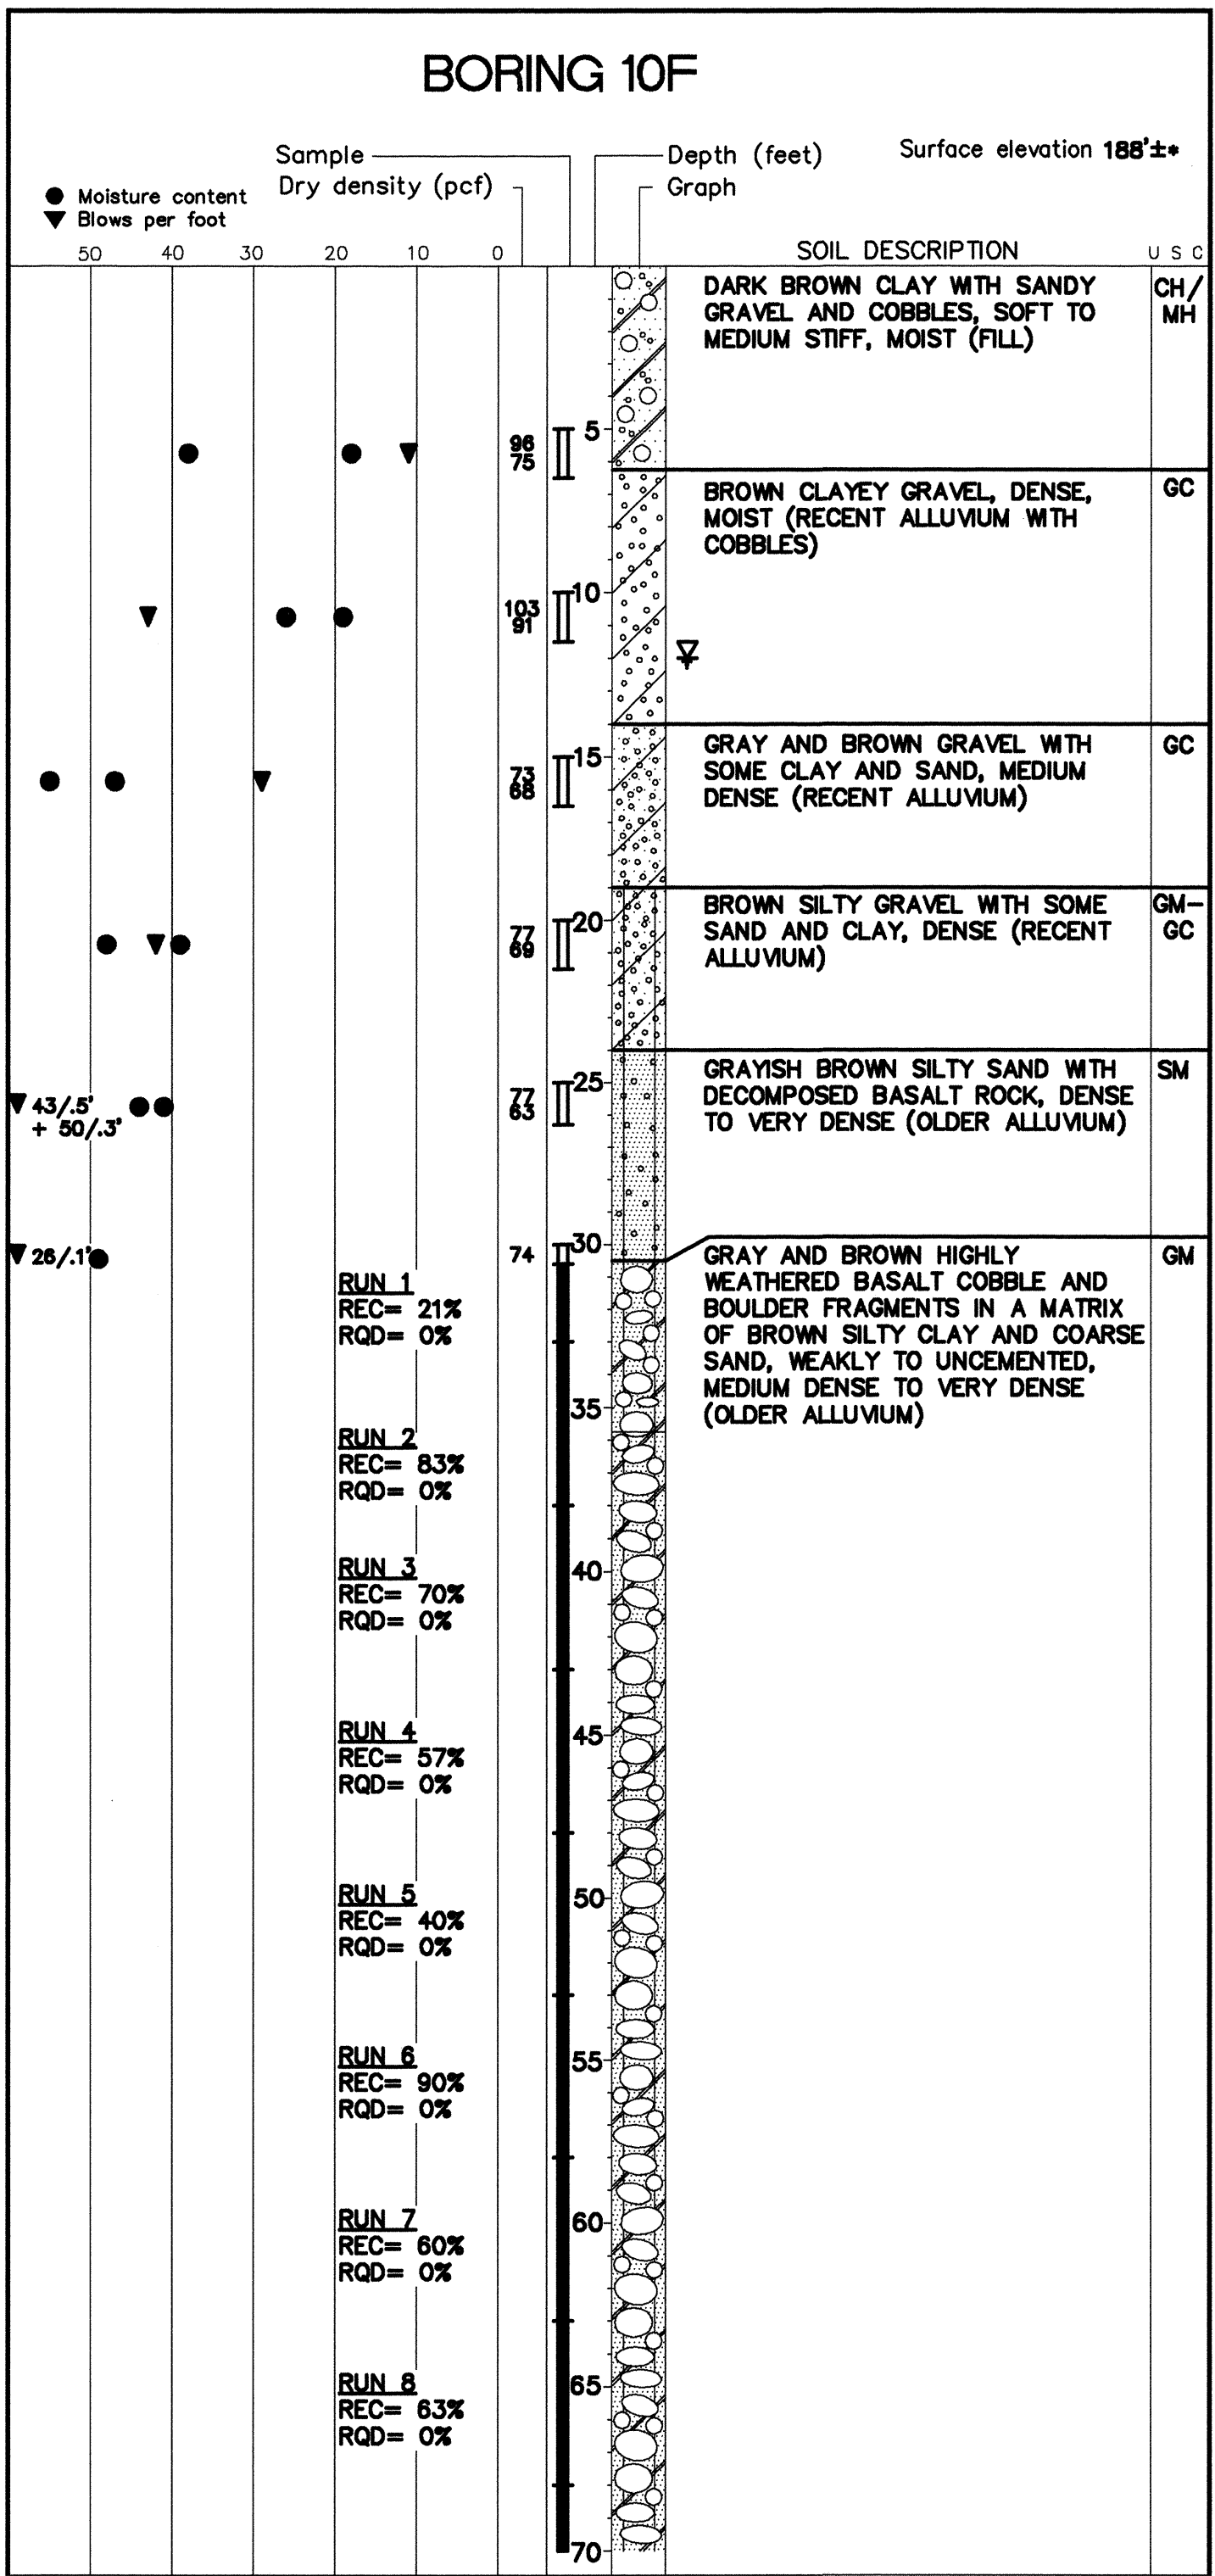 BORING 10F
Sample
Depth (feet)
Surface elevation 188'±*
Dry density (pcf)
Graph
● Moisture content
▼ Blows per foot
50 40 30 20 10 0
SOIL DESCRIPTION
U S C
DARK BROWN CLAY WITH SANDY
GRAVEL AND COBBLES, SOFT TO
MEDIUM STIFF, MOIST (FILL)
CH/
MH
5
96
75
BROWN CLAYEY GRAVEL, DENSE,
MOIST (RECENT ALLUVIUM WITH
COBBLES)
GC
10
103
91
GRAY AND BROWN GRAVEL WITH
SOME CLAY AND SAND, MEDIUM
DENSE (RECENT ALLUVIUM)
GC
15
73
68
BROWN SILTY GRAVEL WITH SOME
SAND AND CLAY, DENSE (RECENT
ALLUVIUM)
GM-
GC
20
77
69
GRAYISH BROWN SILTY SAND WITH
DECOMPOSED BASALT ROCK, DENSE
TO VERY DENSE (OLDER ALLUVIUM)
SM
25
43/.5'
+ 50/.3'
77
63
30
26/.1'
74
GRAY AND BROWN HIGHLY
WEATHERED BASALT COBBLE AND
BOULDER FRAGMENTS IN A MATRIX
OF BROWN SILTY CLAY AND COARSE
SAND, WEAKLY TO UNCEMENTED,
MEDIUM DENSE TO VERY DENSE
(OLDER ALLUVIUM)
GM
RUN 1
REC= 21%
RQD= 0%
35
RUN 2
REC= 83%
RQD= 0%
RUN 3
40
REC= 70%
RQD= 0%
RUN 4
45
REC= 57%
RQD= 0%
RUN 5
50
REC= 40%
RQD= 0%
RUN 6
55
REC= 90%
RQD= 0%
RUN 7
60
REC= 60%
RQD= 0%
RUN 8
65
REC= 63%
RQD= 0%
70